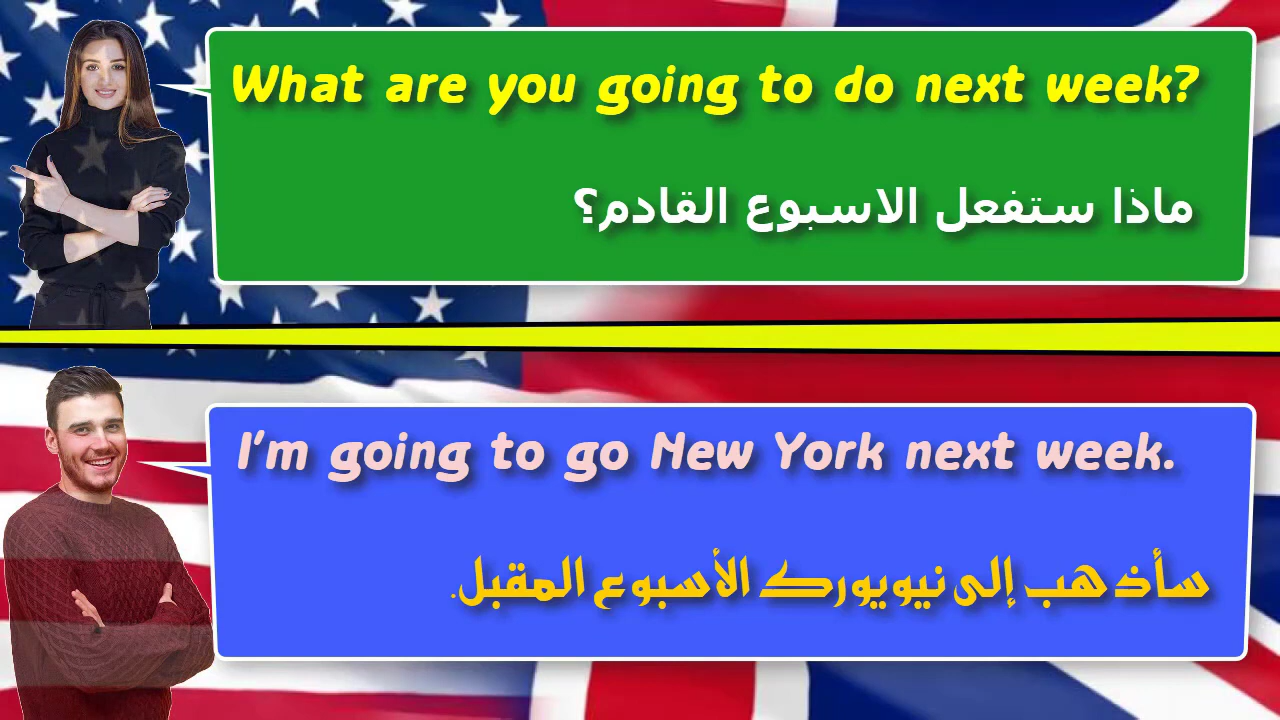 What are you going to do next week?
ماذا ستفعل الاسبوع القادم؟
I'm going to go New York next week.
سأذهب إلى نيويورك الأسبوع المقبل.